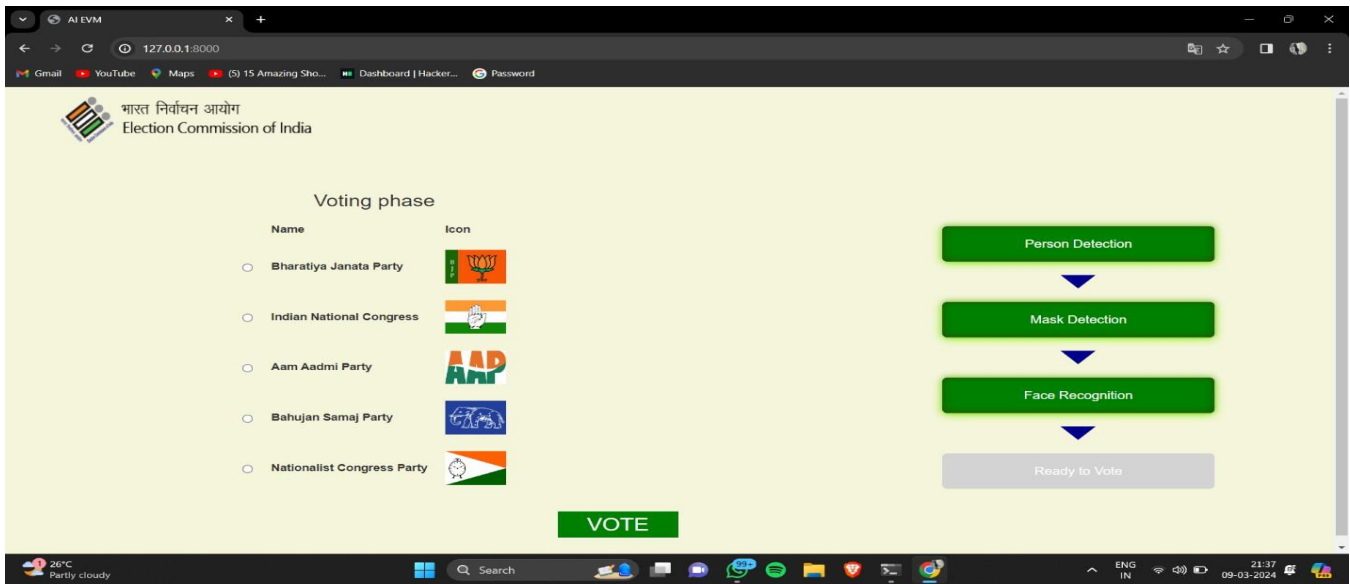 AI EVM
127.0.0.1:8000
Gmail YouTube Maps (5) 15 Amazing Sho... Dashboard | Hacker... Password
भारत निर्वाचन आयोग
Election Commission of India
Voting phase
Name Icon
Bharatiya Janata Party BJP
Indian National Congress
Aam Aadmi Party AAP AAP
Bahujan Samaj Party
Nationalist Congress Party
VOTE
Person Detection
Mask Detection
Face Recognition
Ready to Vote
1 26°C
Partly cloudy
Search
99+
ENG
IN
21:37
09-03-2024